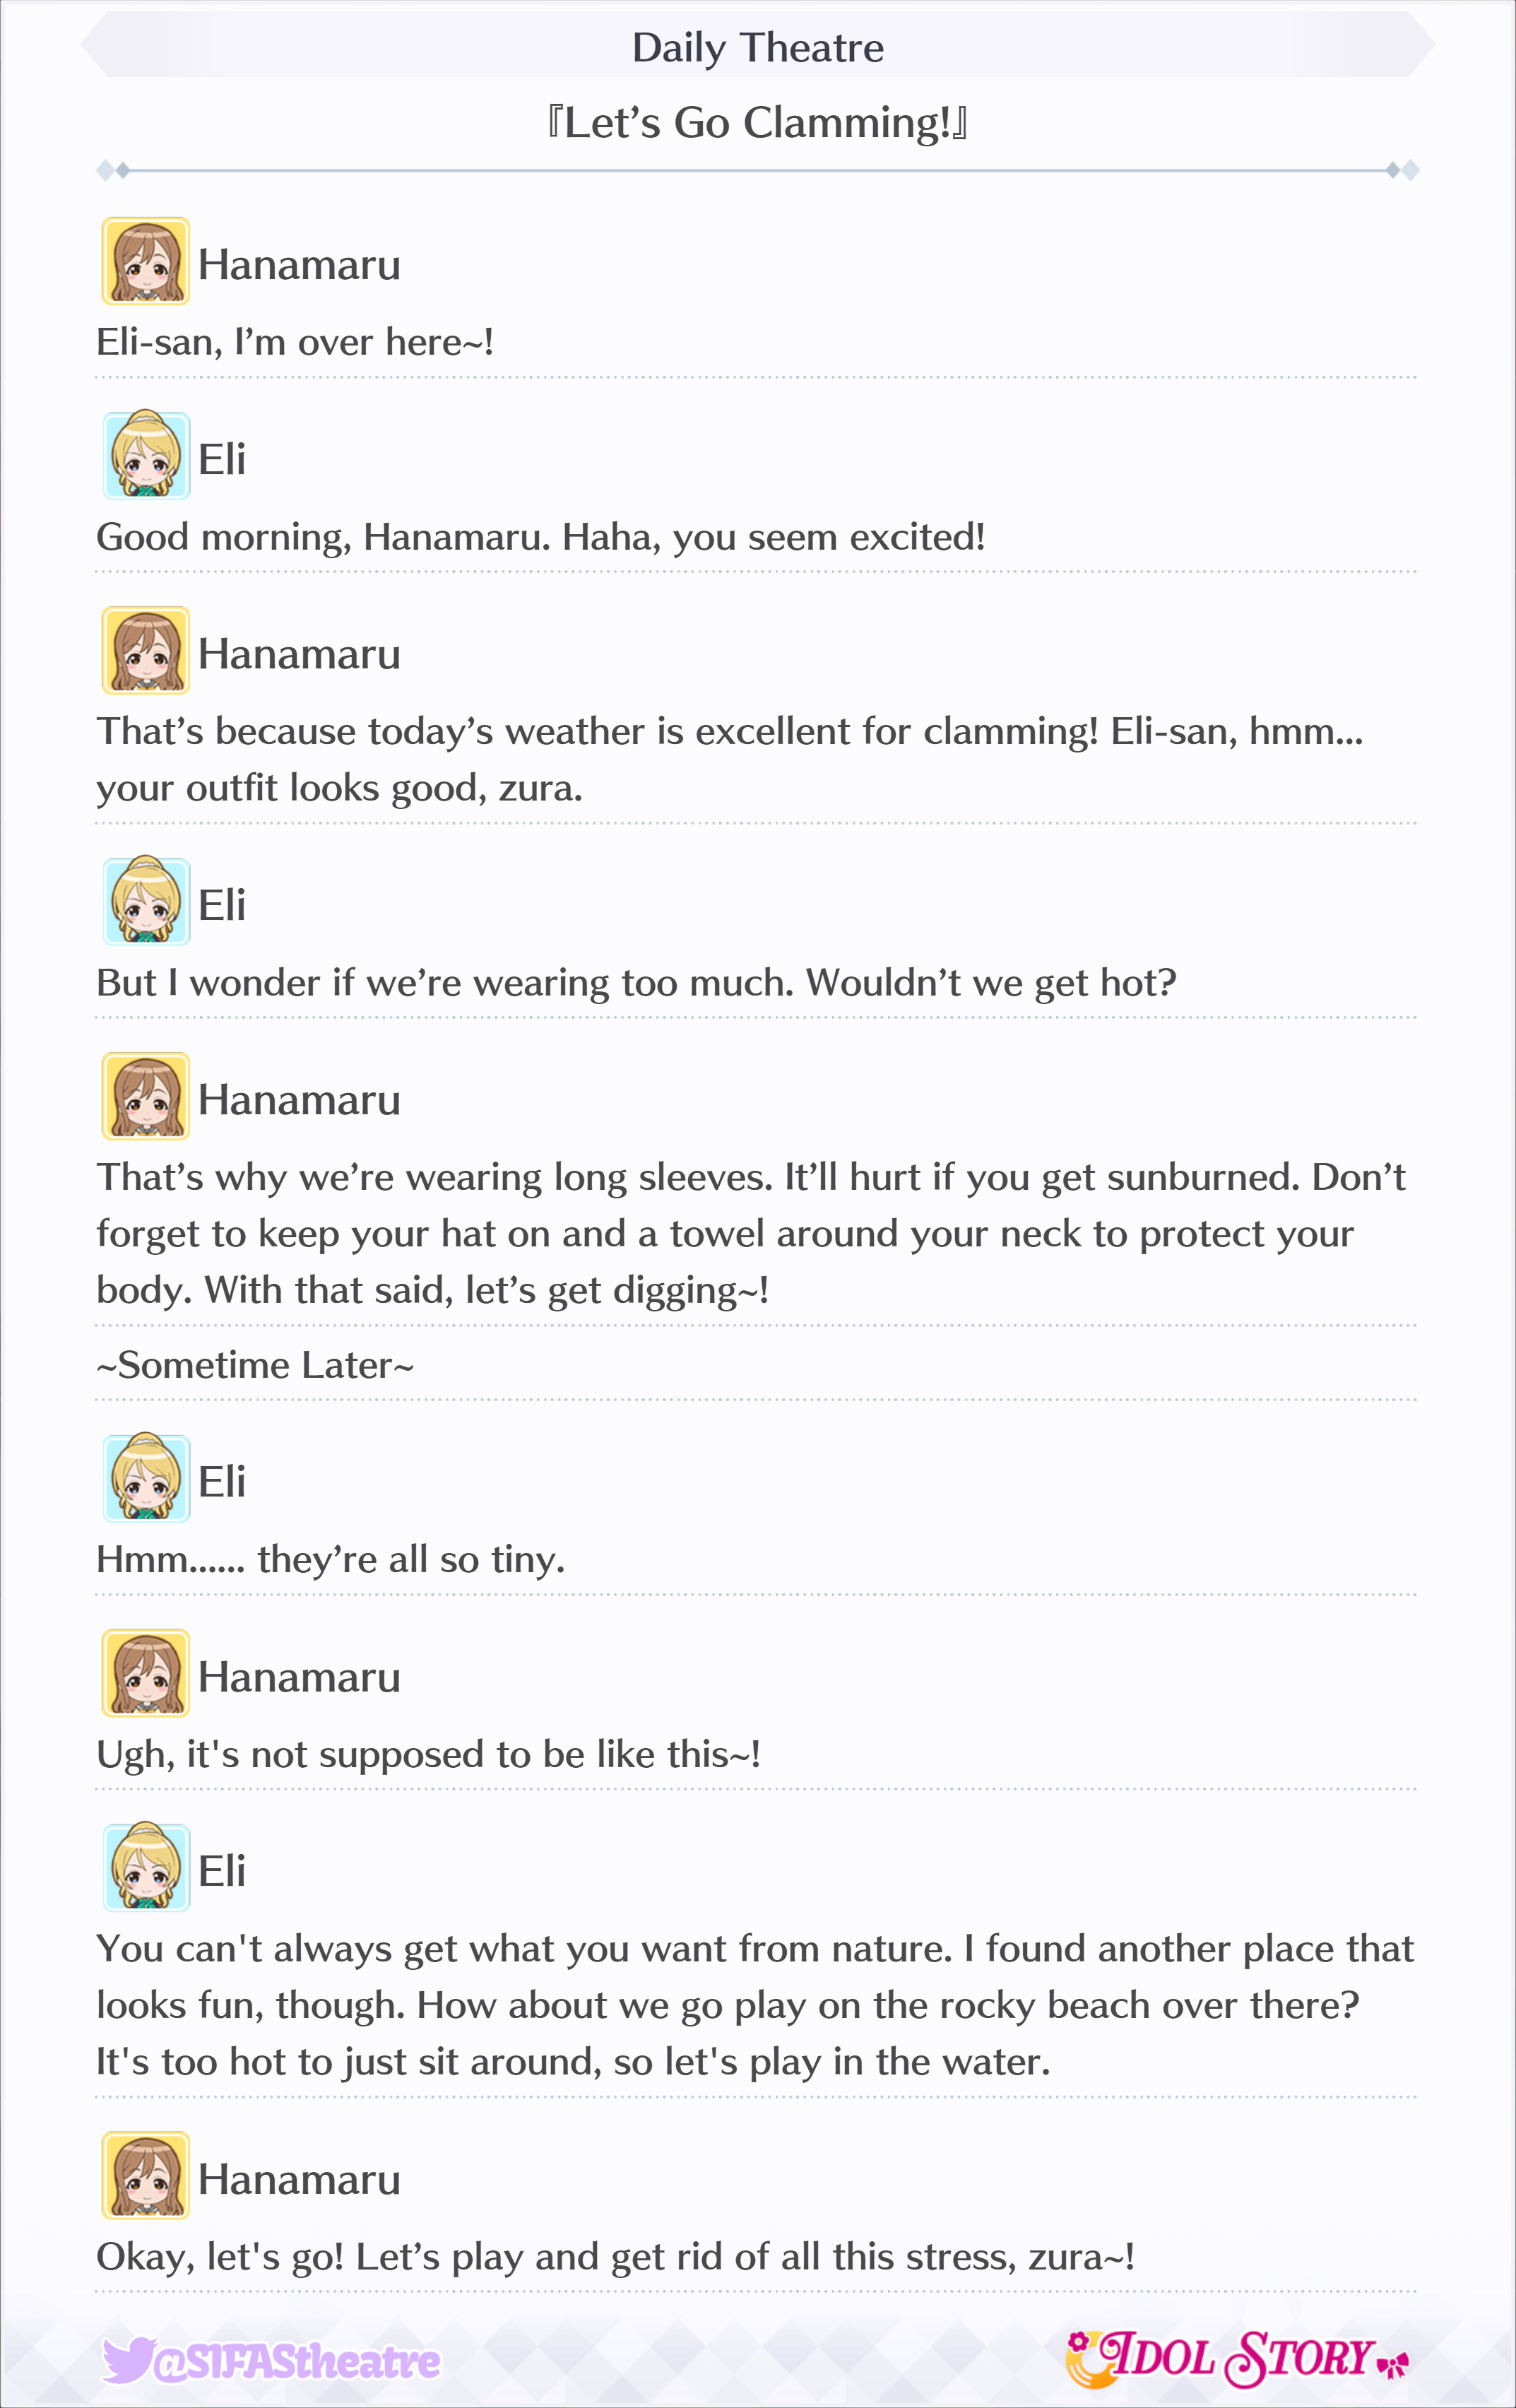 Daily Theatre
『Let’s Go Clamming!』
Hanamaru
Eli-san, I’m over here~!
Eli
Good morning, Hanamaru. Haha, you seem excited!
Hanamaru
That’s because today’s weather is excellent for clamming! Eli-san, hmm...
your outfit looks good, zura.
Eli
But I wonder if we’re wearing too much. Wouldn’t we get hot?
Hanamaru
That’s why we’re wearing long sleeves. It’ll hurt if you get sunburned. Don’t
forget to keep your hat on and a towel around your neck to protect your
body. With that said, let’s get digging~!
~Sometime Later~
Eli
Hmm...... they’re all so tiny.
Hanamaru
Ugh, it's not supposed to be like this~!
Eli
You can't always get what you want from nature. I found another place that
looks fun, though. How about we go play on the rocky beach over there?
It's too hot to just sit around, so let's play in the water.
Hanamaru
Okay, let's go! Let’s play and get rid of all this stress, zura~!
@SIFAStheatre
IDOL STORY